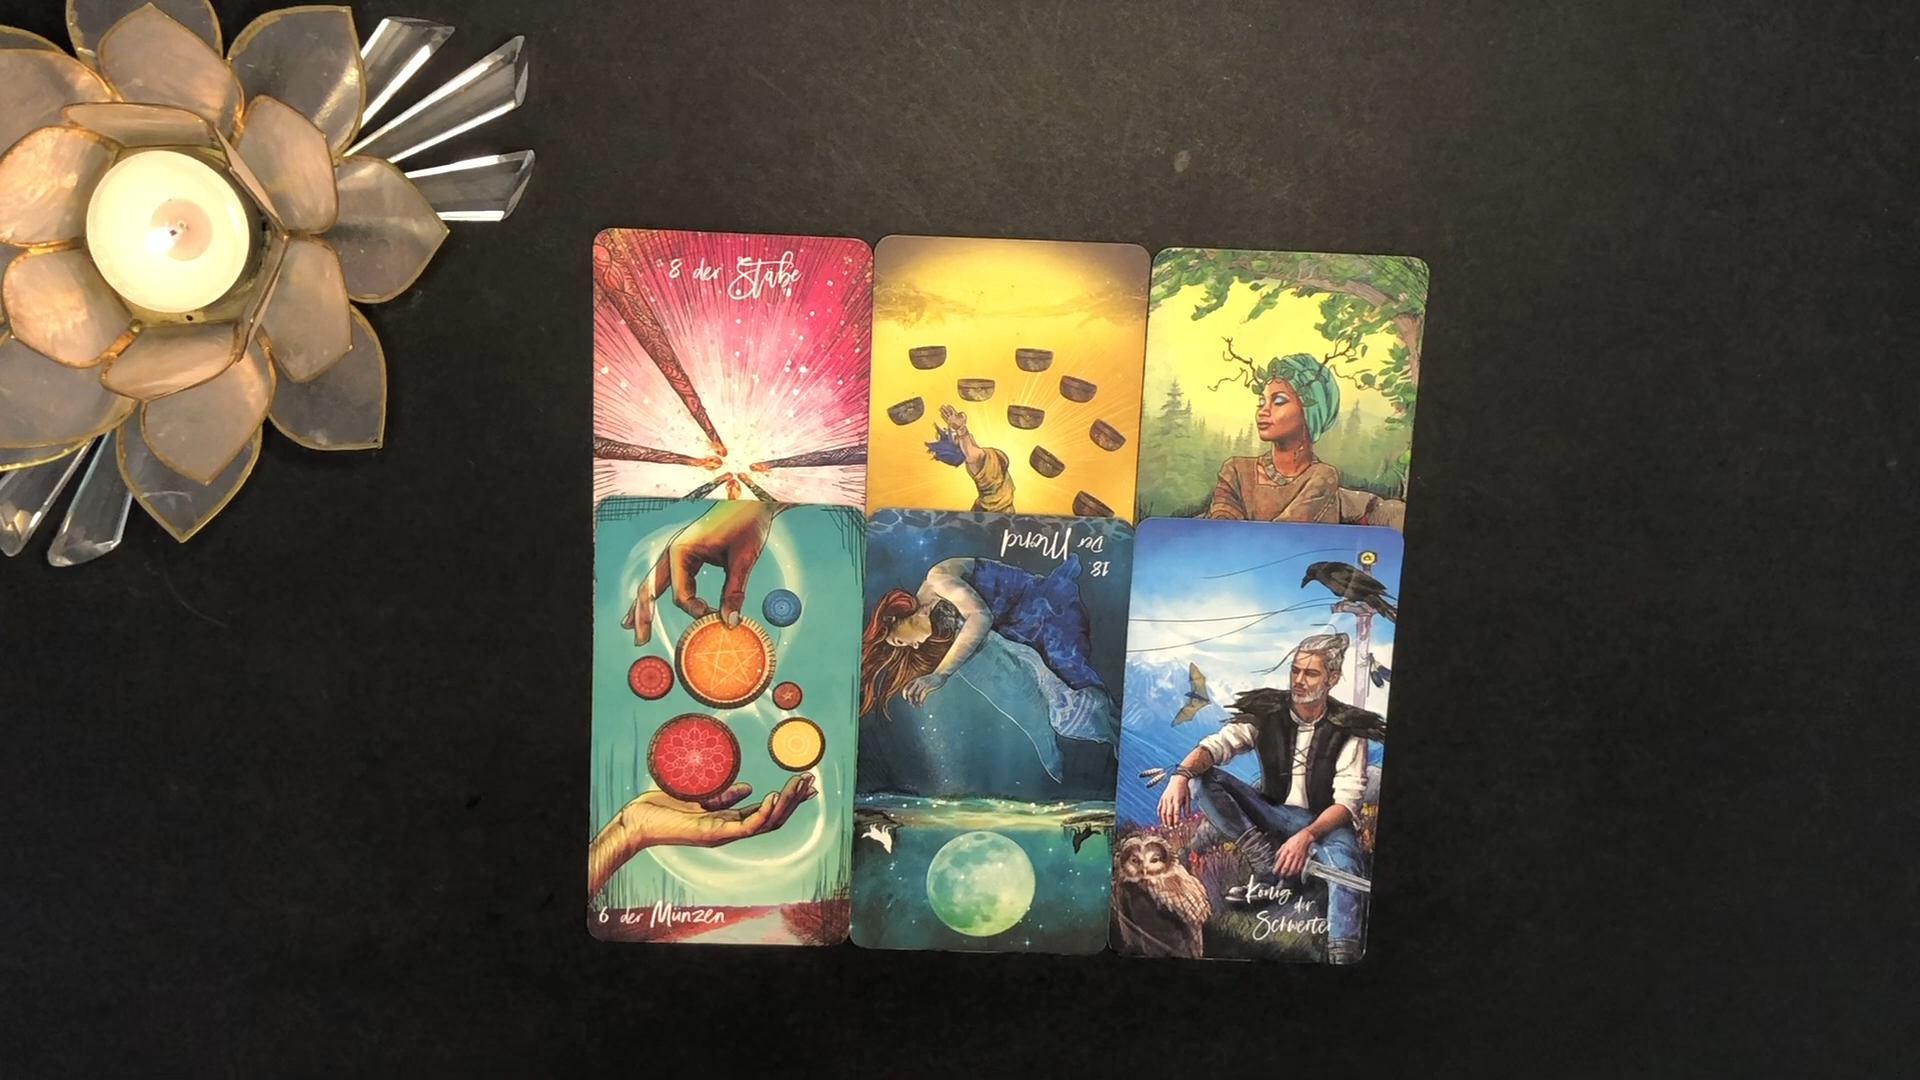 8 der Stäbe
18.
Der Mond
6 der Münzen
König
der
Schwerter